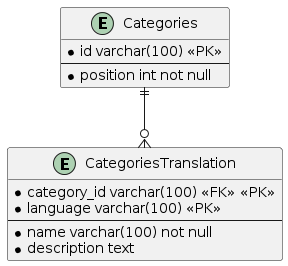 E Categories
id varchar(100) «PK»
position int not null
E CategoriesTranslation
category_id varchar(100) «FK» «PK»
language varchar(100) «PK»
name varchar(100) not null
description text